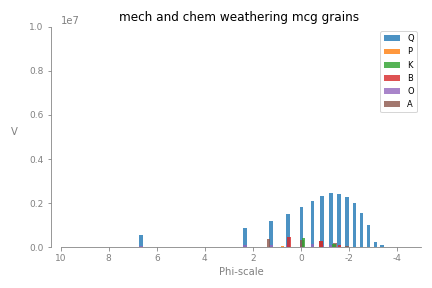 mech and chem weathering mcg grains
1e7
1.0
0.8
0.6
0.4
0.2
0.0
V
10 8 6 4 2 0 -2 -4
Phi-scale
Q
P
K
B
O
A